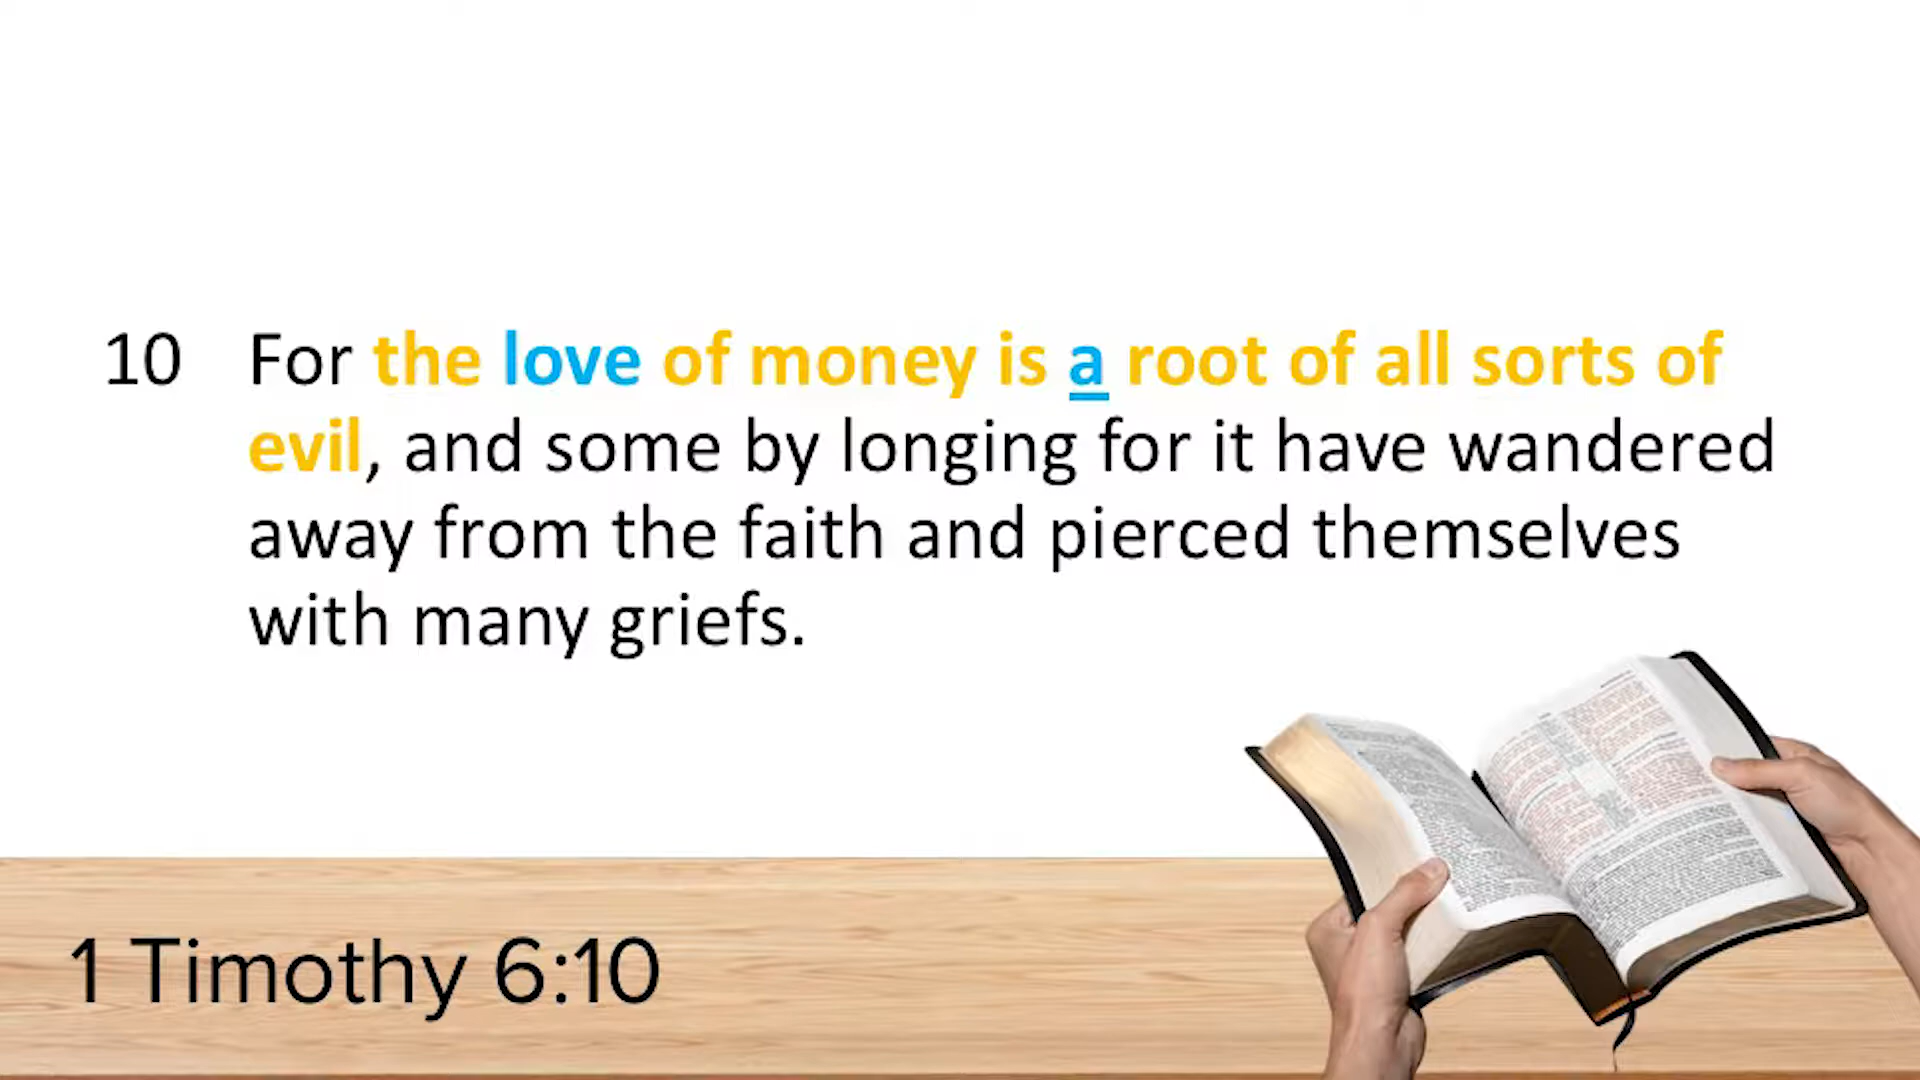 10 For the love of money is a root of all sorts of
evil, and some by longing for it have wandered
away from the faith and pierced themselves
with many griefs.
1 Timothy 6:10